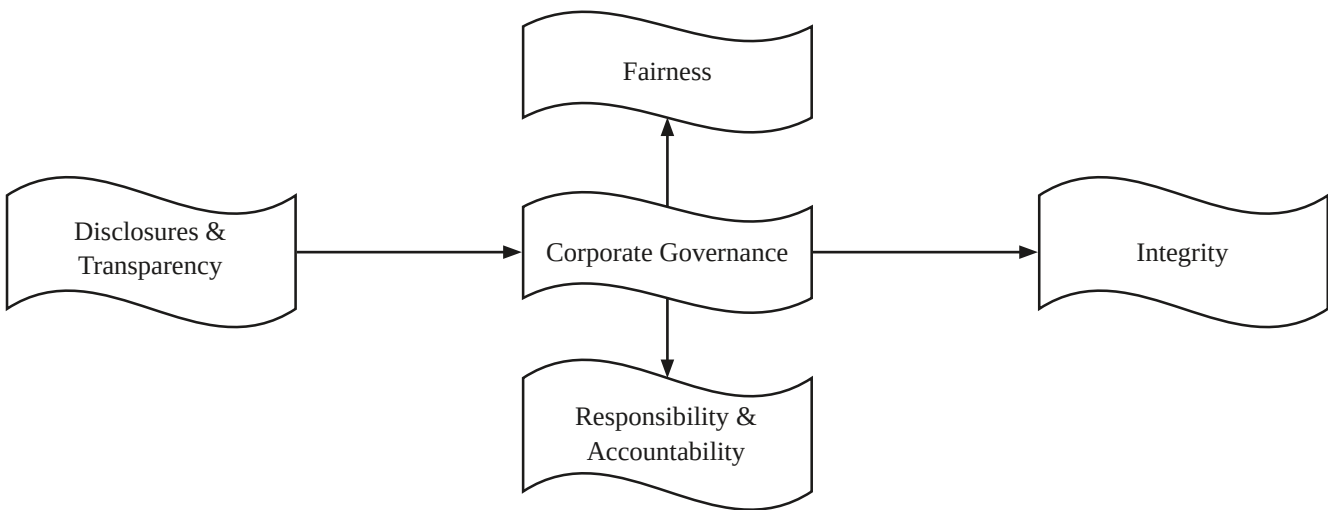 Fairness
Disclosures &
Transparency
Corporate Governance
Integrity
Responsibility &
Accountability